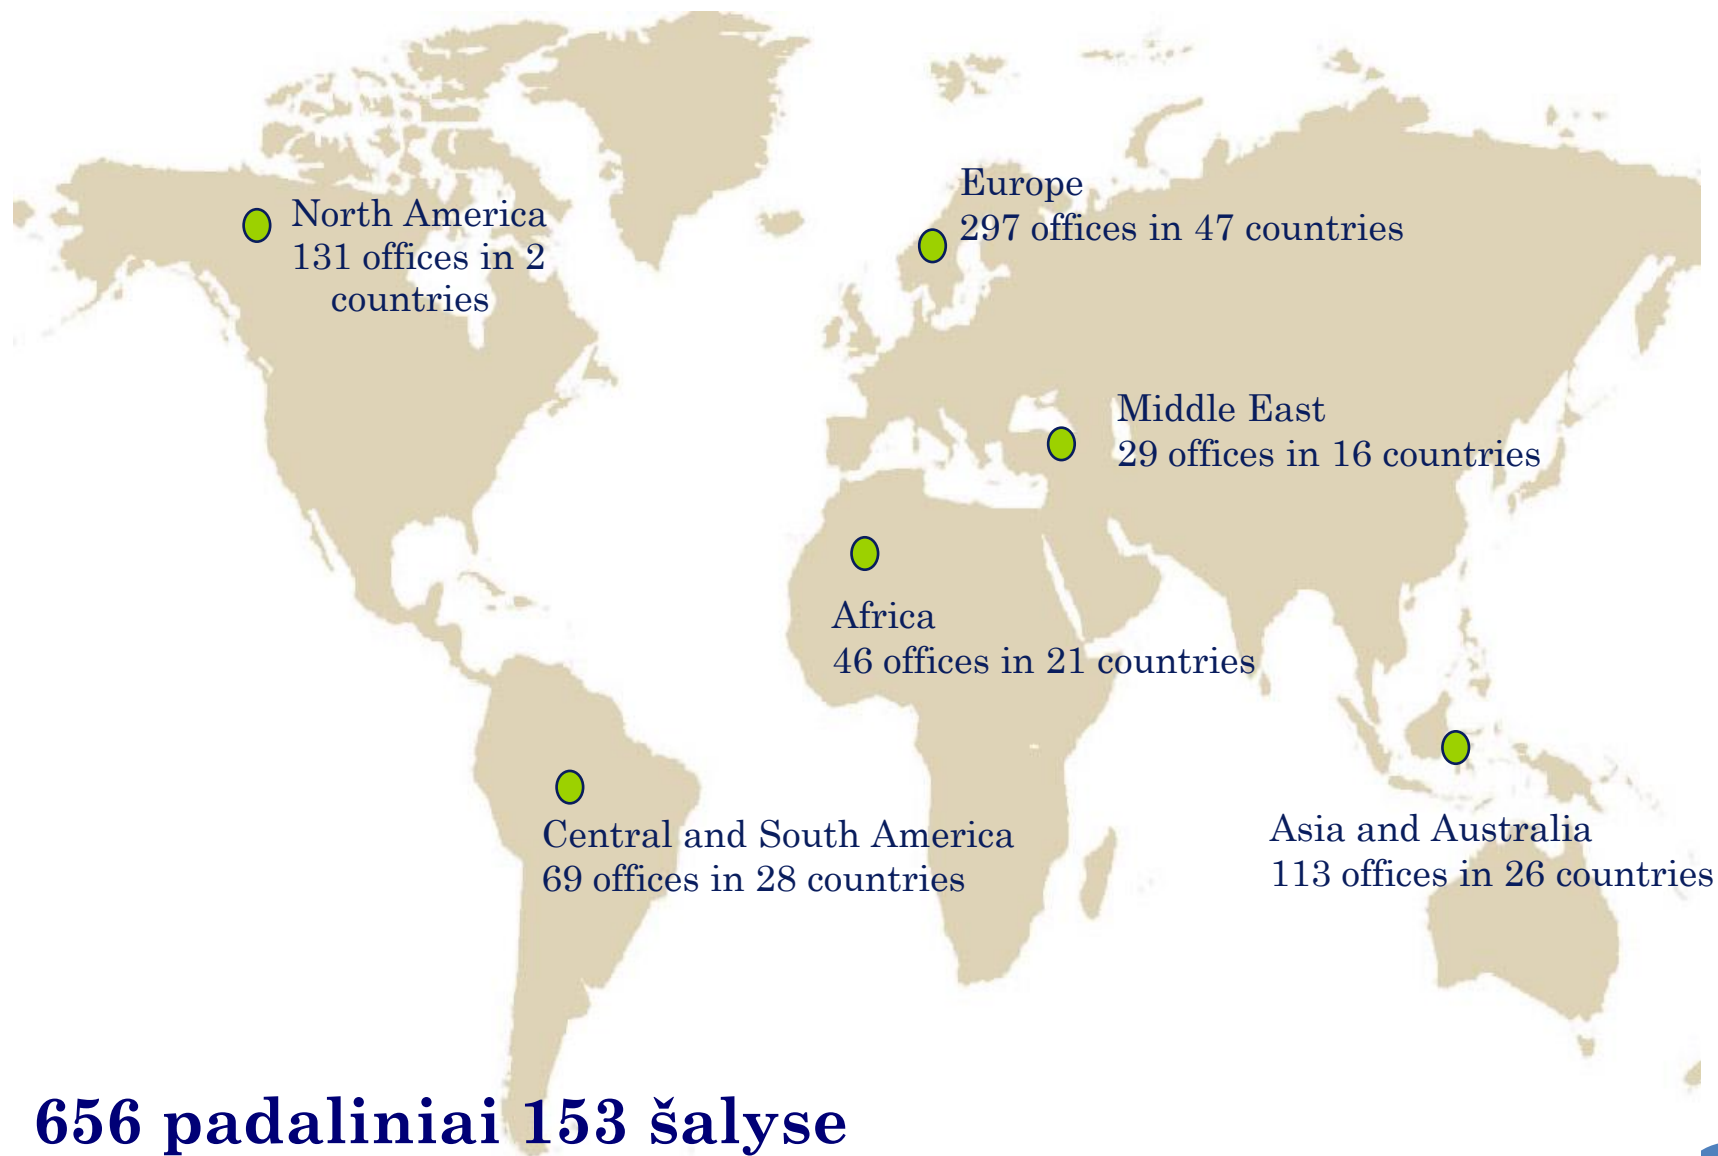 Europe
297 offices in 47 countries
North America
131 offices in 2
countries
Middle East
29 offices in 16 countries
Africa
46 offices in 21 countries
Central and South America
69 offices in 28 countries
Asia and Australia
113 offices in 26 countries
656 padaliniai 153 šalyse